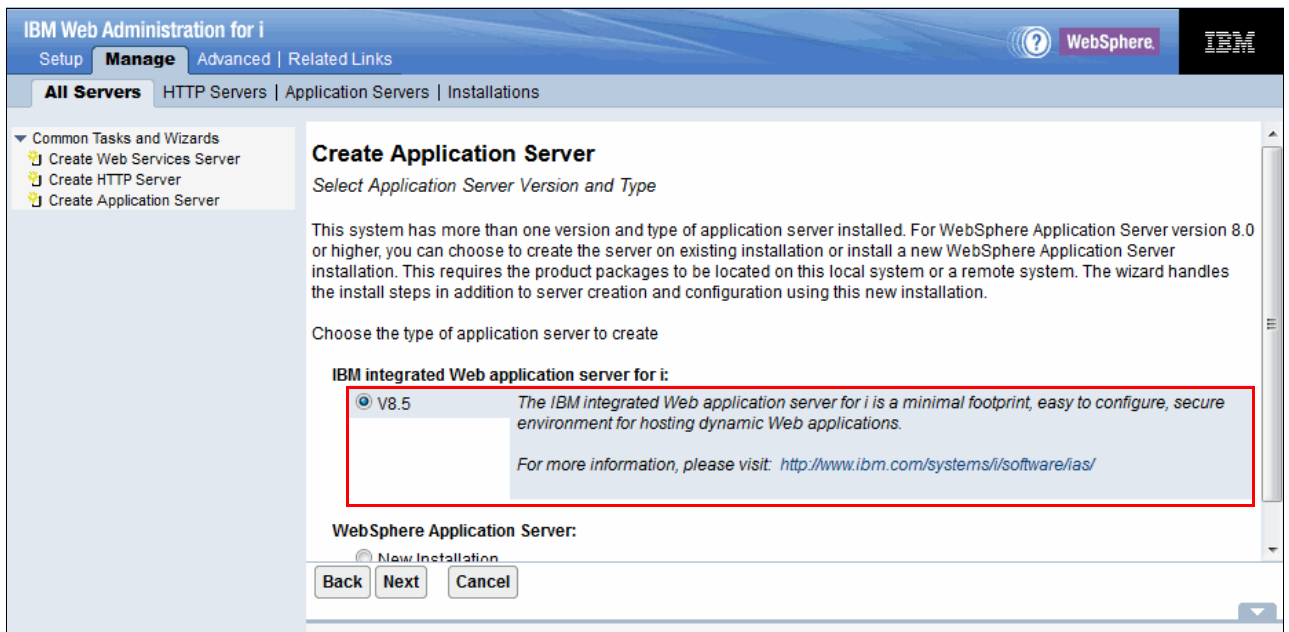 IBM Web Administration for i
Setup Manage Advanced | Related Links
? WebSphere. IBM
All Servers HTTP Servers | Application Servers | Installations
Common Tasks and Wizards
Create Web Services Server
Create HTTP Server
Create Application Server
Create Application Server
Select Application Server Version and Type
This system has more than one version and type of application server installed. For WebSphere Application Server version 8.0
or higher, you can choose to create the server on existing installation or install a new WebSphere Application Server
installation. This requires the product packages to be located on this local system or a remote system. The wizard handles
the install steps in addition to server creation and configuration using this new installation.
Choose the type of application server to create
IBM integrated Web application server for i:
V8.5
The IBM integrated Web application server for i is a minimal footprint, easy to configure, secure
environment for hosting dynamic Web applications.
For more information, please visit: http://www.ibm.com/systems/i/software/ias/
WebSphere Application Server:
New Installation
Back Next Cancel